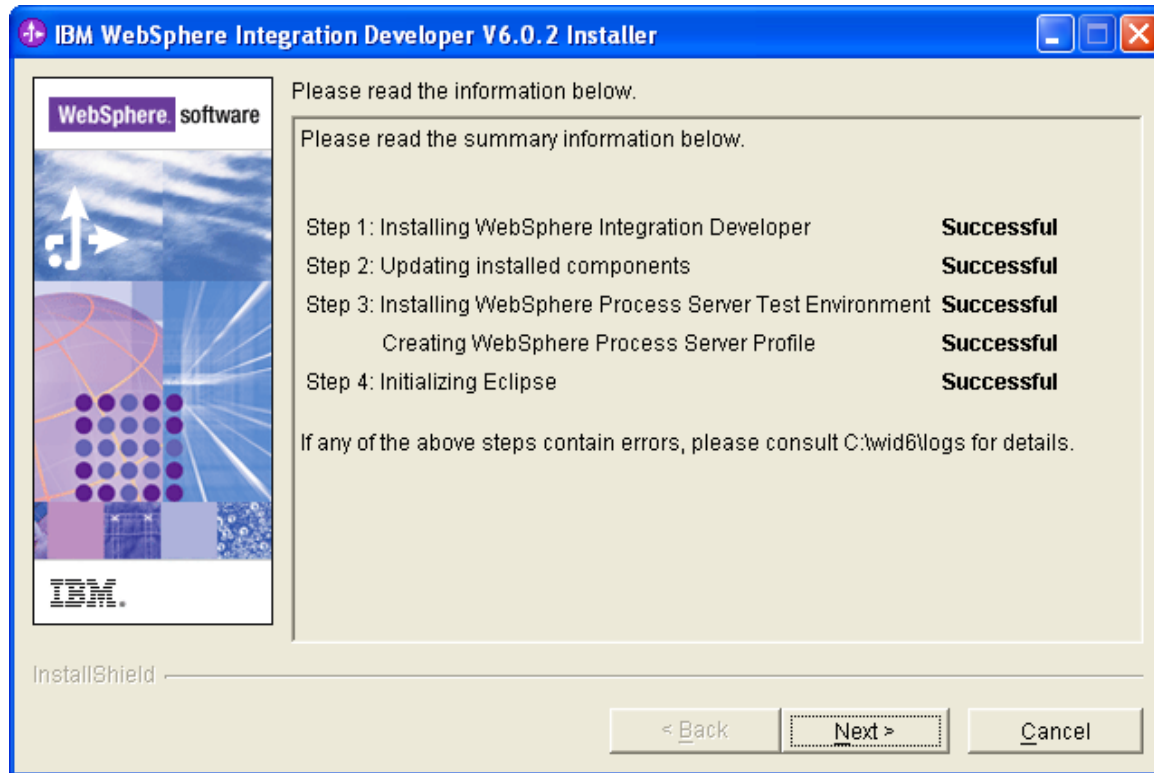 IBM WebSphere Integration Developer V6.0.2 Installer
WebSphere. software
Please read the information below.
Please read the summary information below.
Step 1: Installing WebSphere Integration Developer Successful
Step 2: Updating installed components Successful
Step 3: Installing WebSphere Process Server Test Environment Successful
Creating WebSphere Process Server Profile Successful
Step 4: Initializing Eclipse Successful
If any of the above steps contain errors, please consult C:\wid6\logs for details.
IBM.
InstallShield
< Back
Next >
Cancel